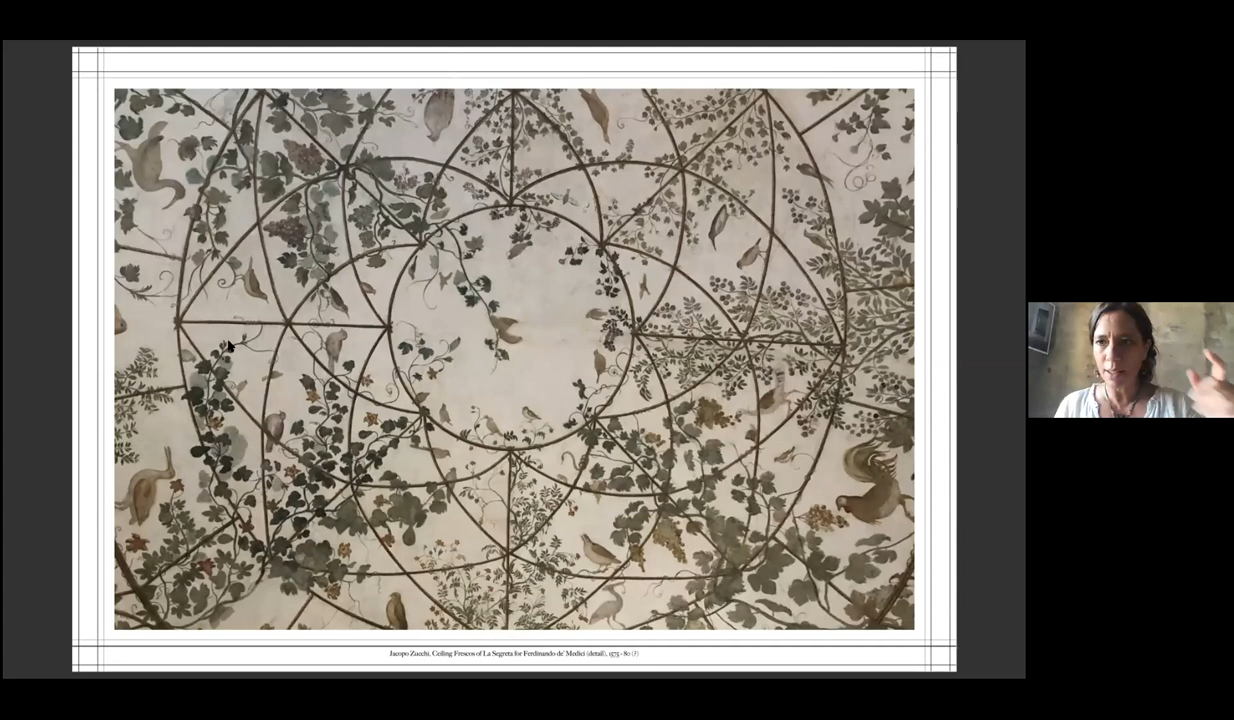 Jacopo Zucchi, Ceiling Frescos of La Segreta for Ferdinando de' Medici (detail), 1575 - 80 (?)